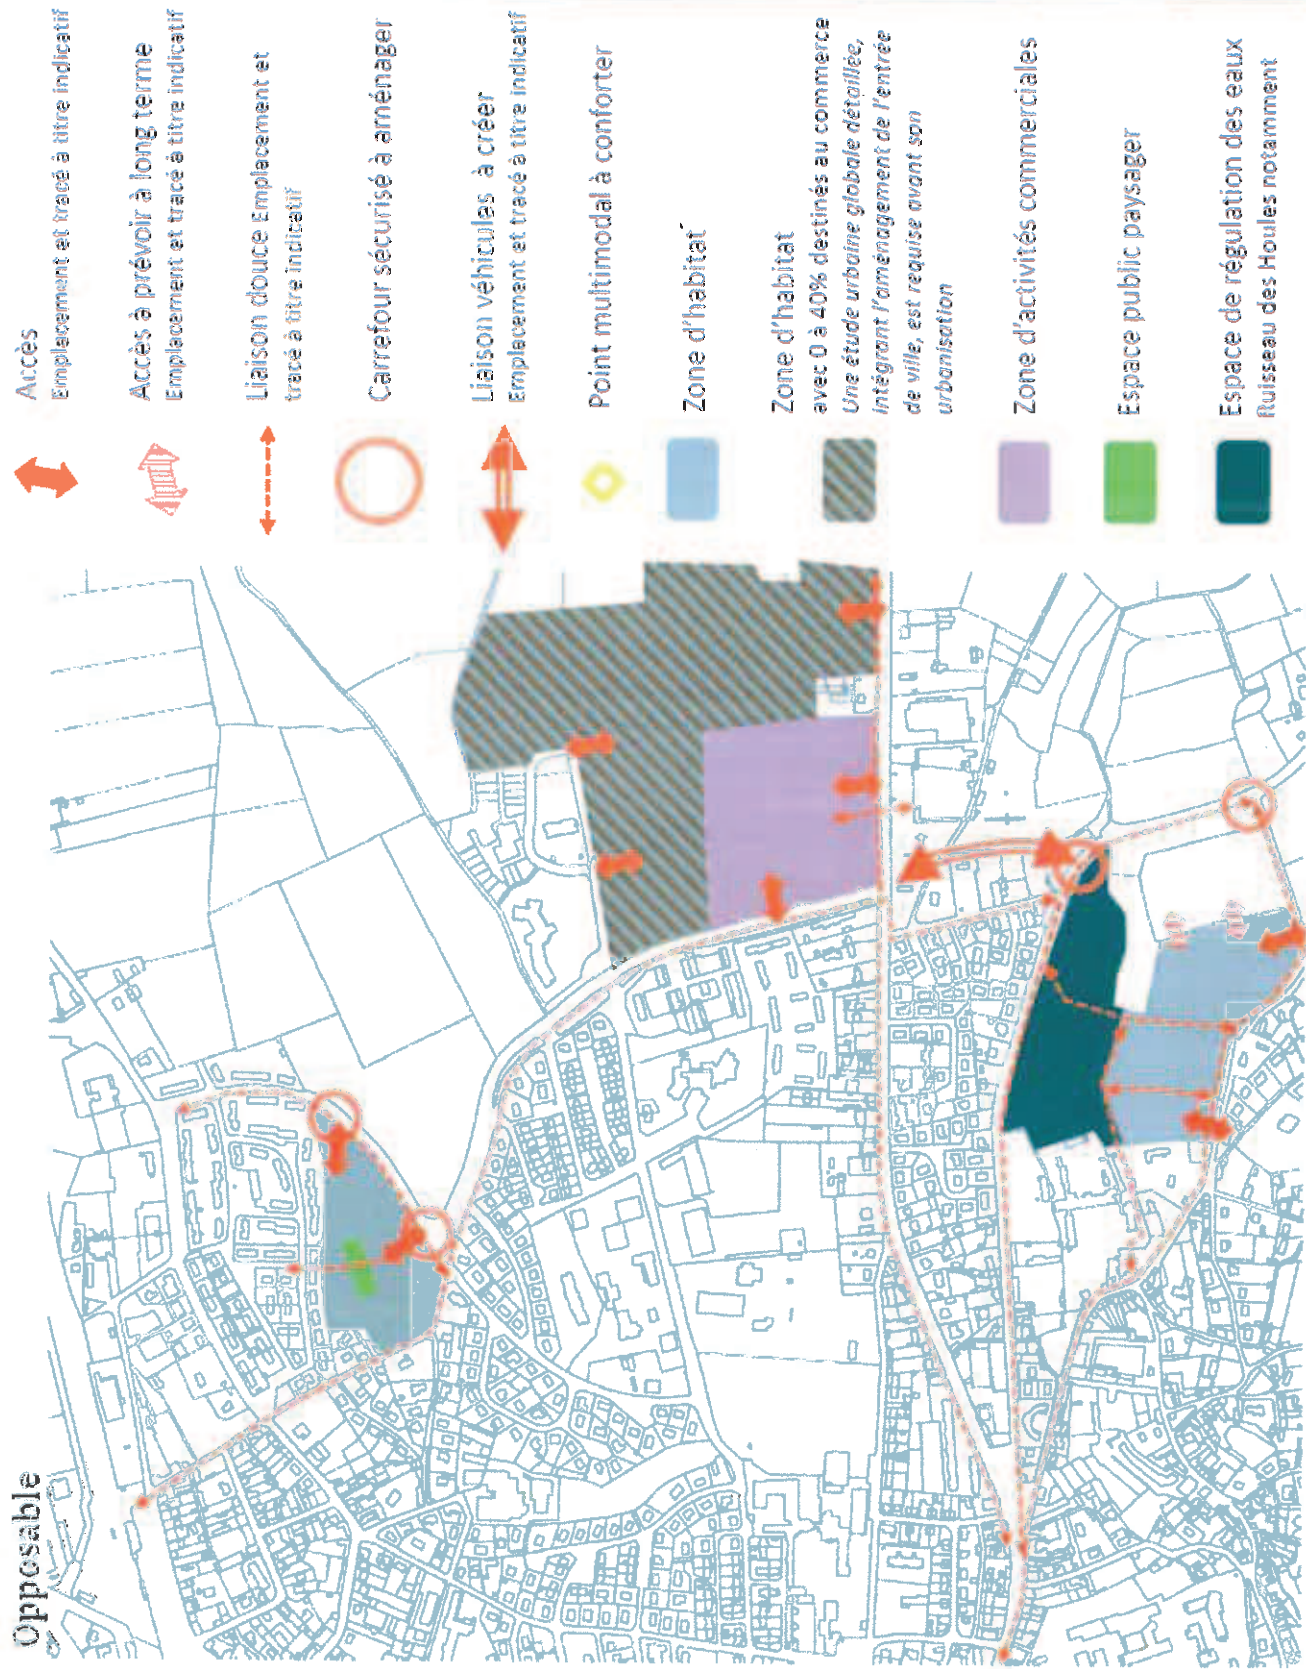 Opposable
Accès
Emplacement et tracé à titre indicatif
Accès à prévoir à long terme
Emplacement et tracé à titre indicatif
Liaison douce Emplacement et
tracé à titre indicatif
Carrefour sécurisé à aménager
Liaison véhicules à créer
Emplacement et tracé à titre indicatif
Point multimodal à conforter
Zone d'habitat
Zone d'habitat
avec 0 à 40% destinés au commerce
Une étude urbaine globale détaillée,
intégrant l'aménagement de l'entrée
de ville, est requise avant son
urbanisation
Zone d'activités commerciales
Espace public paysager
Espace de régulation des eaux
Ruisseau des Houles notamment